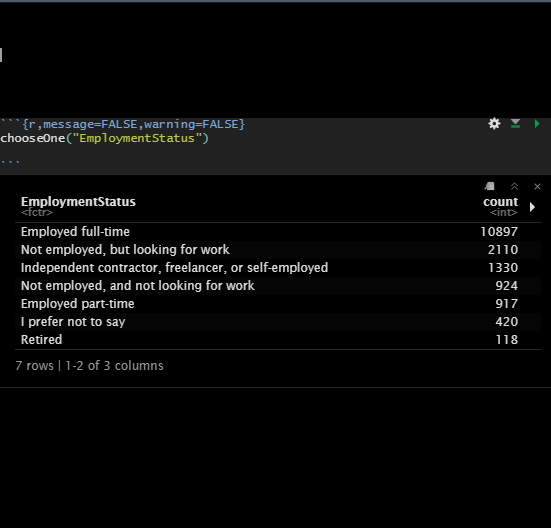 ```{r,message=FALSE,warning=FALSE}
chooseOne("EmploymentStatus")
```
EmploymentStatus count
<fctr> <int>
Employed full-time 10897
Not employed, but looking for work 2110
Independent contractor, freelancer, or self-employed 1330
Not employed, and not looking for work 924
Employed part-time 917
I prefer not to say 420
Retired 118
7 rows | 1-2 of 3 columns